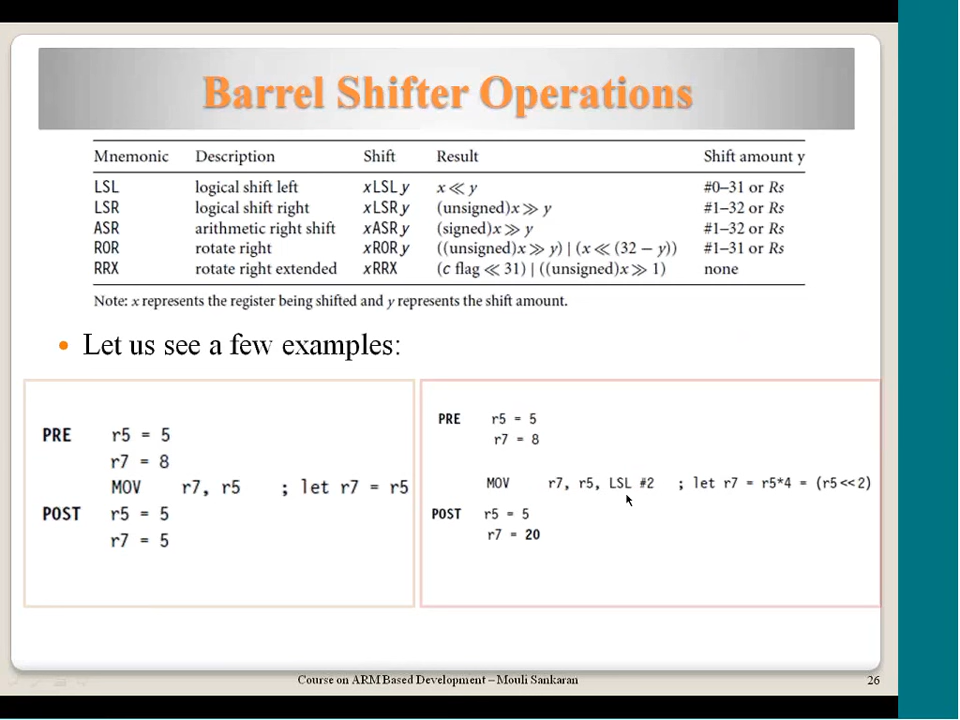 Barrel Shifter Operations
Mnemonic Description Shift Result Shift amount y
LSL logical shift left xLSL y x ≪ y #0–31 or Rs
LSR logical shift right xLSR y (unsigned)x ≫ y #1–32 or Rs
ASR arithmetic right shift xASR y (signed)x ≫ y #1–32 or Rs
ROR rotate right xROR y ((unsigned)x ≫ y) | (x ≪ (32 − y)) #1–31 or Rs
RRX rotate right extended xRRX (c flag ≪ 31) | ((unsigned)x ≫ 1) none
Note: x represents the register being shifted and y represents the shift amount.
• Let us see a few examples:
PRE r5 = 5
r7 = 8
MOV r7, r5 ; let r7 = r5
POST r5 = 5
r7 = 5
PRE r5 = 5
r7 = 8
MOV r7, r5, LSL #2 ; let r7 = r5*4 = (r5<<2)
POST r5 = 5
r7 = 20
Course on ARM Based Development – Mouli Sankaran 26